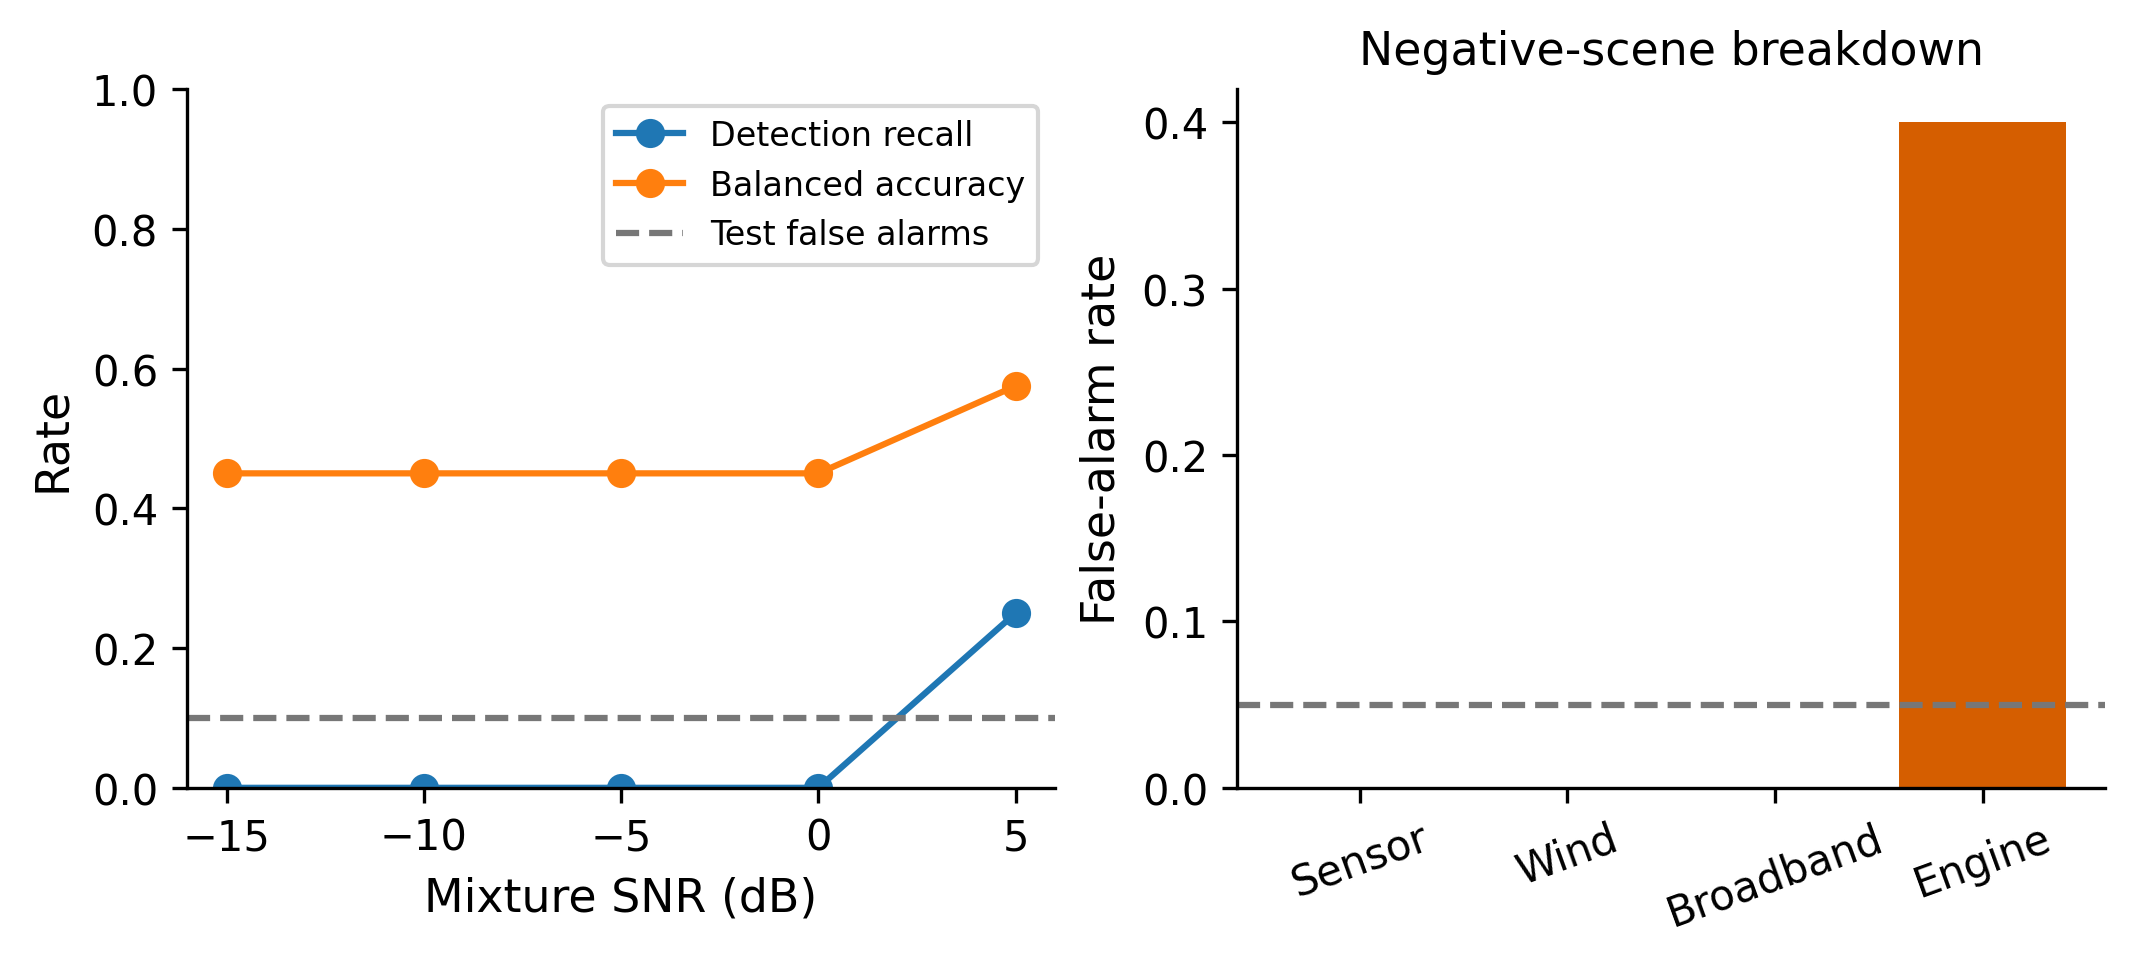 1.0
0.8
0.6
0.4
0.2
0.0
Rate
−15
−10
−5
0
5
Mixture SNR (dB)
Detection recall
Balanced accuracy
Test false alarms
Negative-scene breakdown
0.4
0.3
0.2
0.1
0.0
False-alarm rate
Sensor
Wind
Broadband
Engine